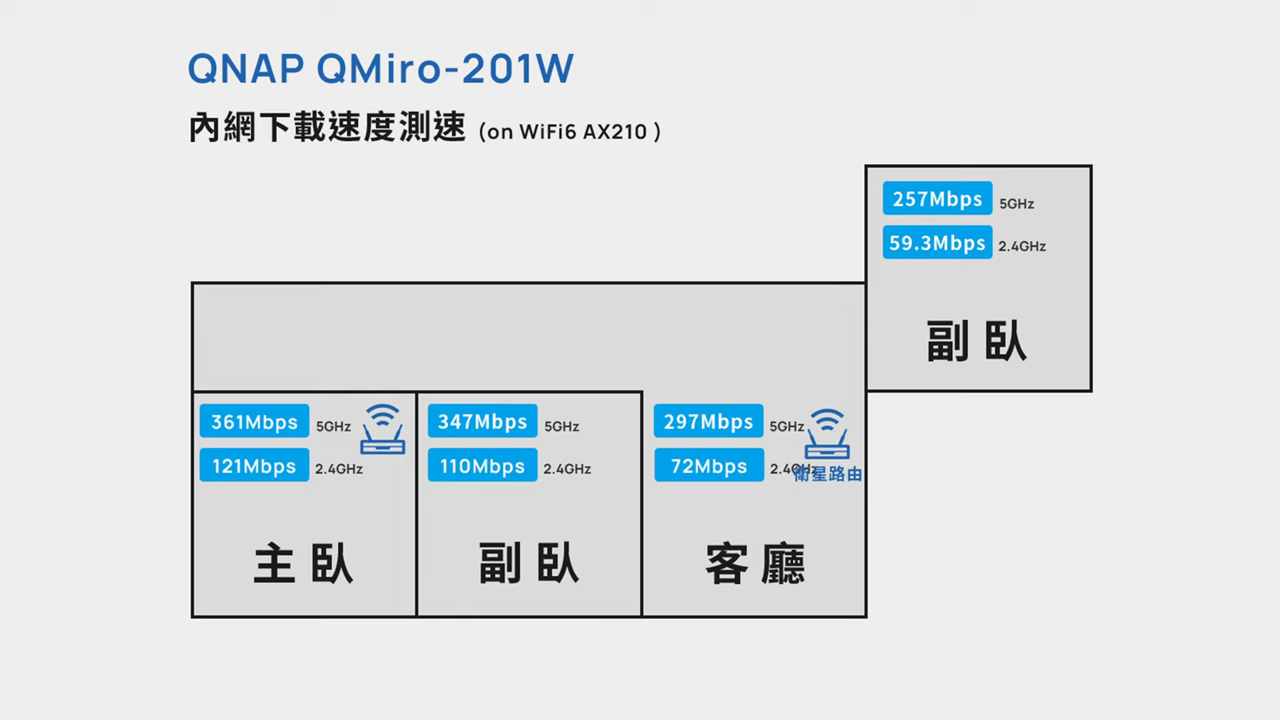 QNAP QMiro-201W
內網下載速度測速 (on WiFi6 AX210 )
257Mbps 5GHz
59.3Mbps 2.4GHz
副臥
361Mbps 5GHz
121Mbps 2.4GHz
主臥
347Mbps 5GHz
110Mbps 2.4GHz
副臥
297Mbps 5GHz
72Mbps 2.4GHz
衛星路由
客廳